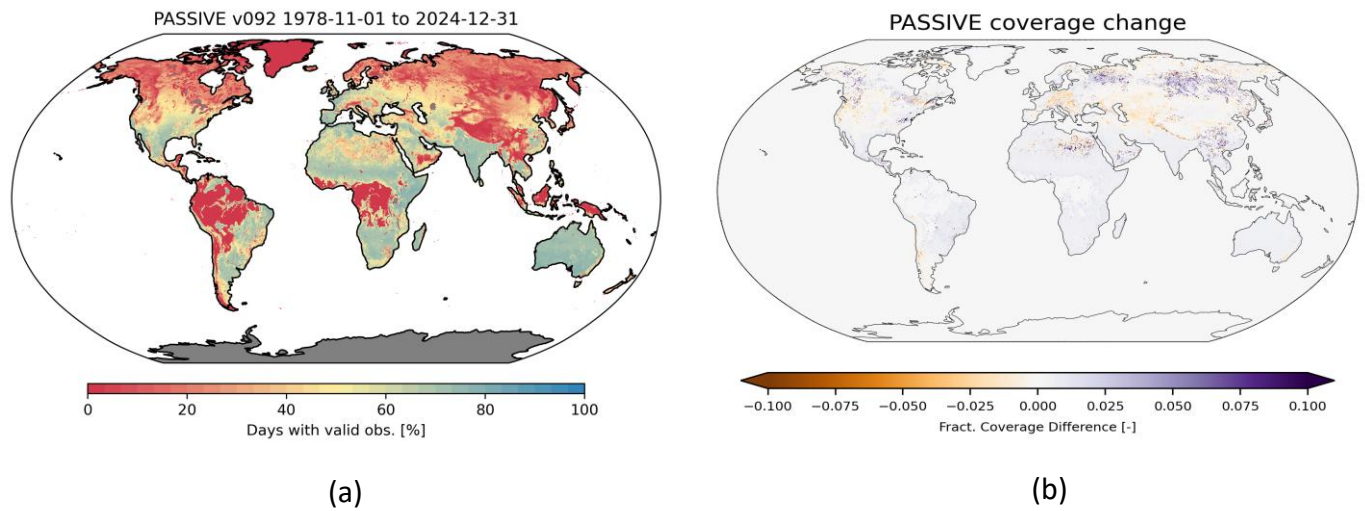 PASSIVE v092 1978-11-01 to 2024-12-31
0 20 40 60 80 100
Days with valid obs. [%]
(a)
PASSIVE coverage change
−0.100 −0.075 −0.050 −0.025 0.000 0.025 0.050 0.075 0.100
Fract. Coverage Difference [-]
(b)